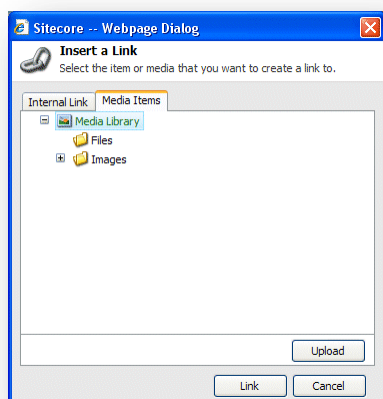 Sitecore -- Webpage Dialog
Insert a Link
Select the item or media that you want to create a link to.
Internal Link Media Items
Media Library
Files
Images
Upload
Link Cancel